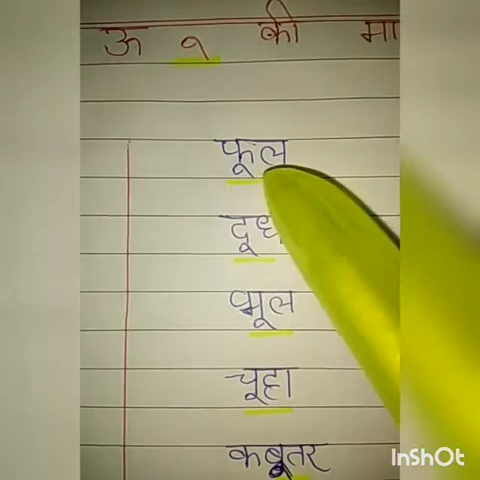 ऊ ू की मा
फूल
दूध
भूल
चूहा
कबूतर
InShOt